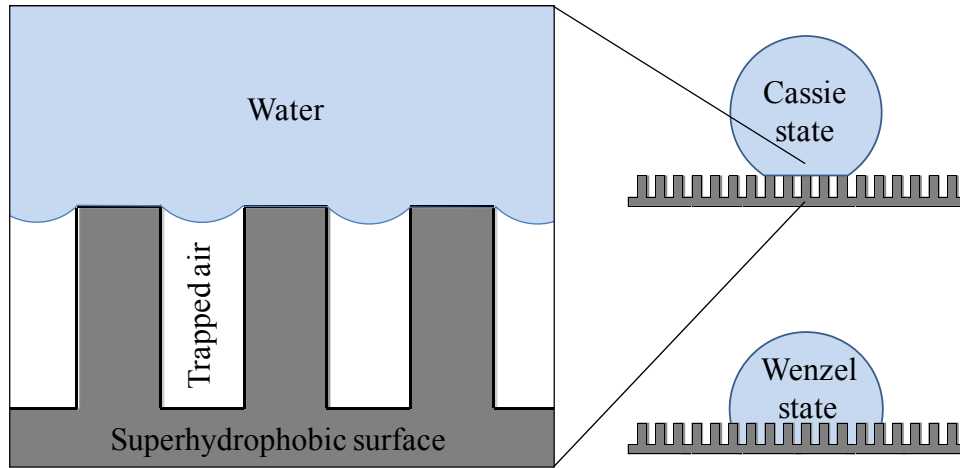 Water
Trapped air
Superhydrophobic surface
Cassie
state
Wenzel
state